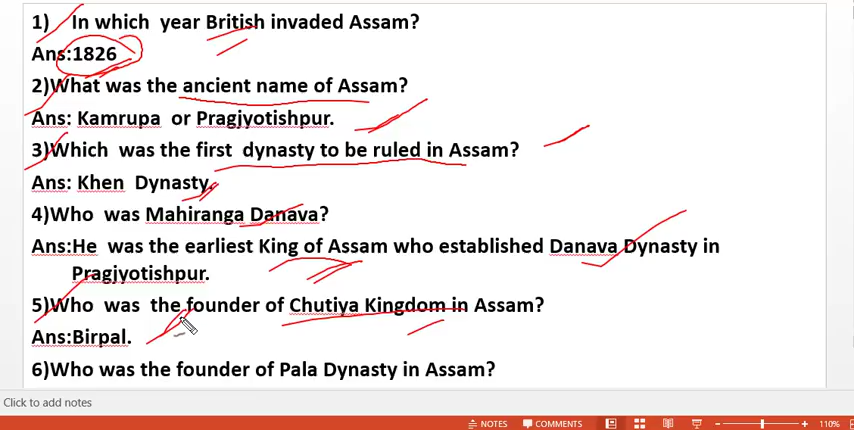 1) In which year British invaded Assam?
Ans:1826
2)What was the ancient name of Assam?
Ans: Kamrupa or Pragjyotishpur.
3)Which was the first dynasty to be ruled in Assam?
Ans: Khen Dynasty.
4)Who was Mahiranga Danava?
Ans:He was the earliest King of Assam who established Danava Dynasty in
Pragjyotishpur.
5)Who was the founder of Chutiya Kingdom in Assam?
Ans:Birpal.
6)Who was the founder of Pala Dynasty in Assam?
Click to add notes
NOTES COMMENTS 110%